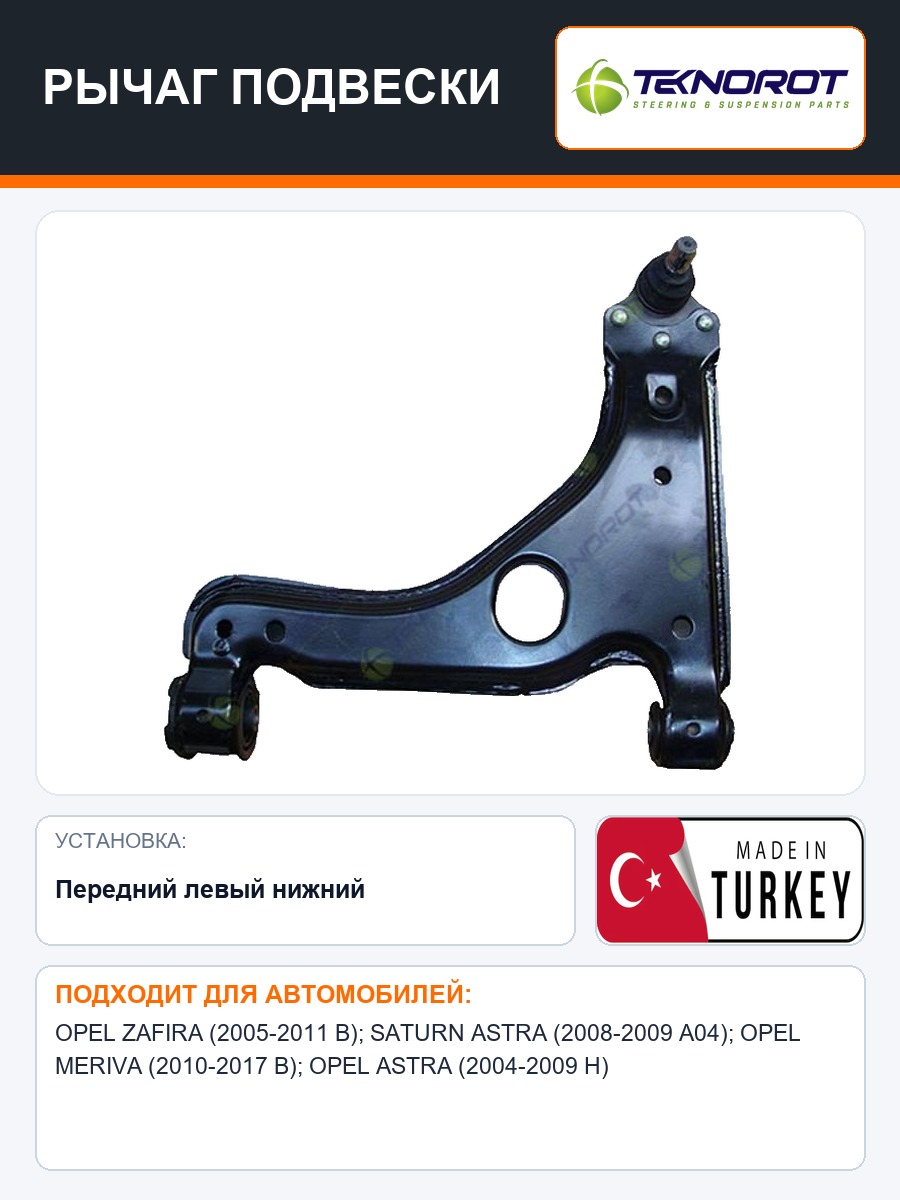 РЫЧАГ ПОДВЕСКИ
TEKNOROT
STEERING & SUSPENSION PARTS
TEKNOROT
УСТАНОВКА:
Передний левый нижний
MADE IN
TURKEY
ПОДХОДИТ ДЛЯ АВТОМОБИЛЕЙ:
OPEL ZAFIRA (2005-2011 B); SATURN ASTRA (2008-2009 A04); OPEL
MERIVA (2010-2017 B); OPEL ASTRA (2004-2009 H)